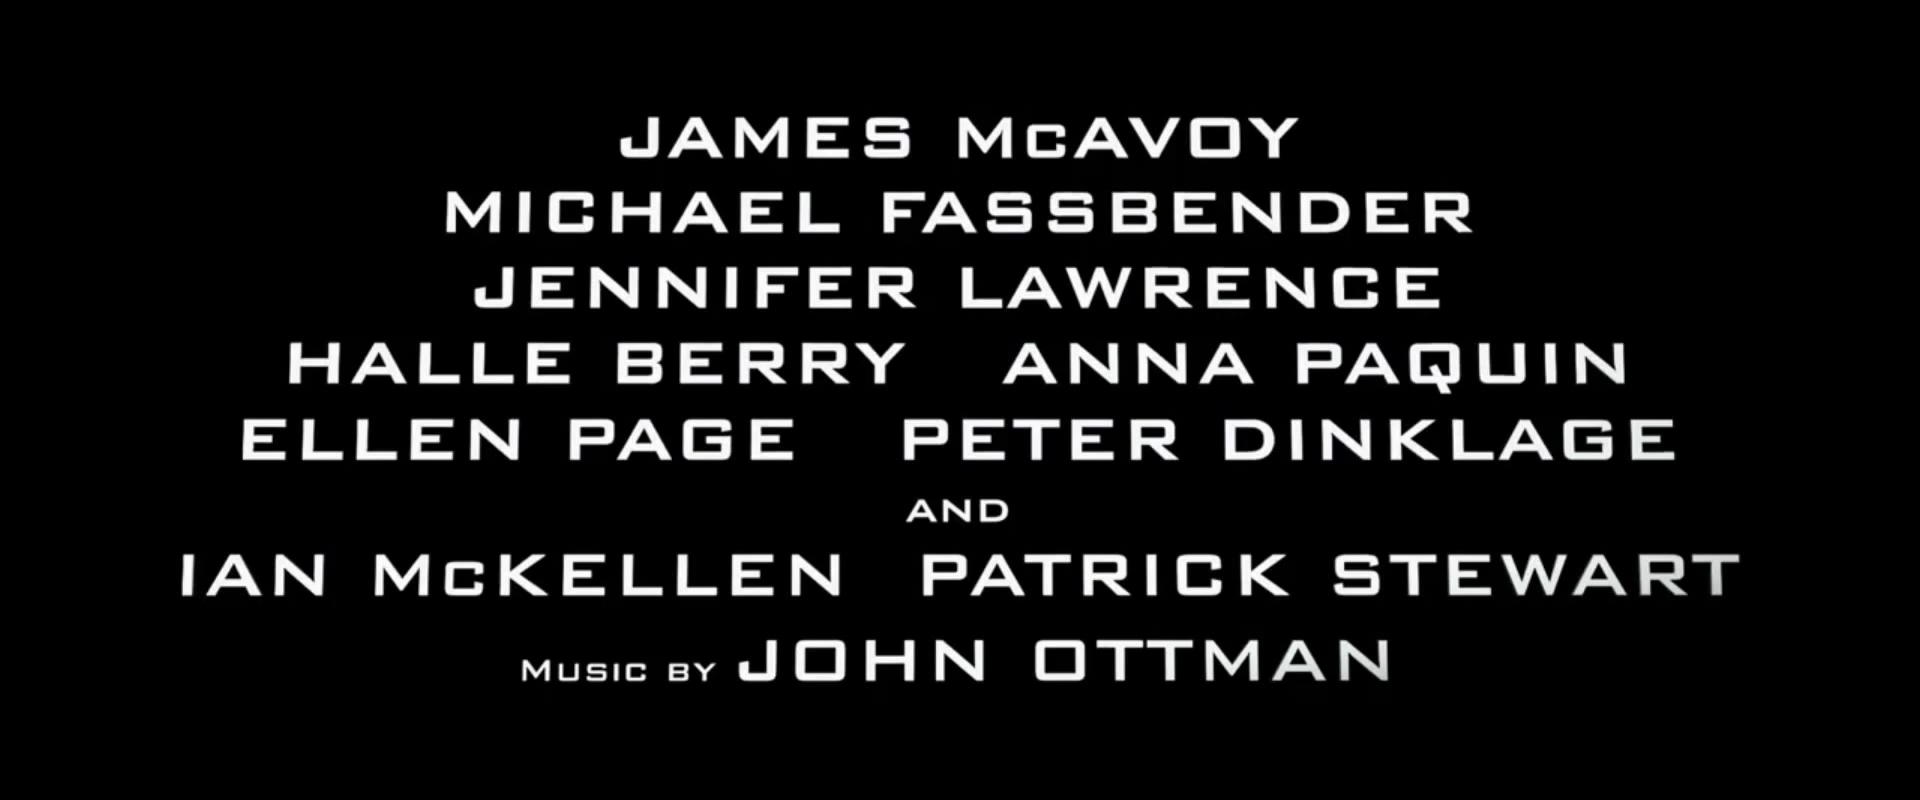 JAMES McAVOY
MICHAEL FASSBENDER
JENNIFER LAWRENCE
HALLE BERRY ANNA PAQUIN
ELLEN PAGE PETER DINKLAGE
AND
IAN McKELLEN PATRICK STEWART
MUSIC BY JOHN OTTMAN